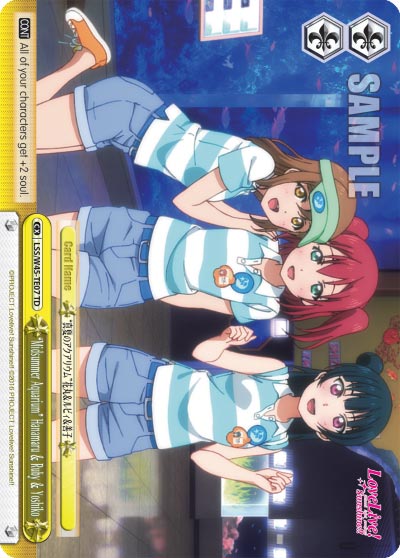 CONT
All of your characters get +2 soul.
CX
LSS/W45-TE07 TD
Card Name
"真夏のアクアリウム"花丸&ルビィ&善子
"Midsummer Aquarium" Hanamaru & Ruby & Yoshiko
©PROJECT Lovelive! Sunshine!! ©2016 PROJECT Lovelive! Sunshine!!
SAMPLE
LoveLive!
Sunshine!!